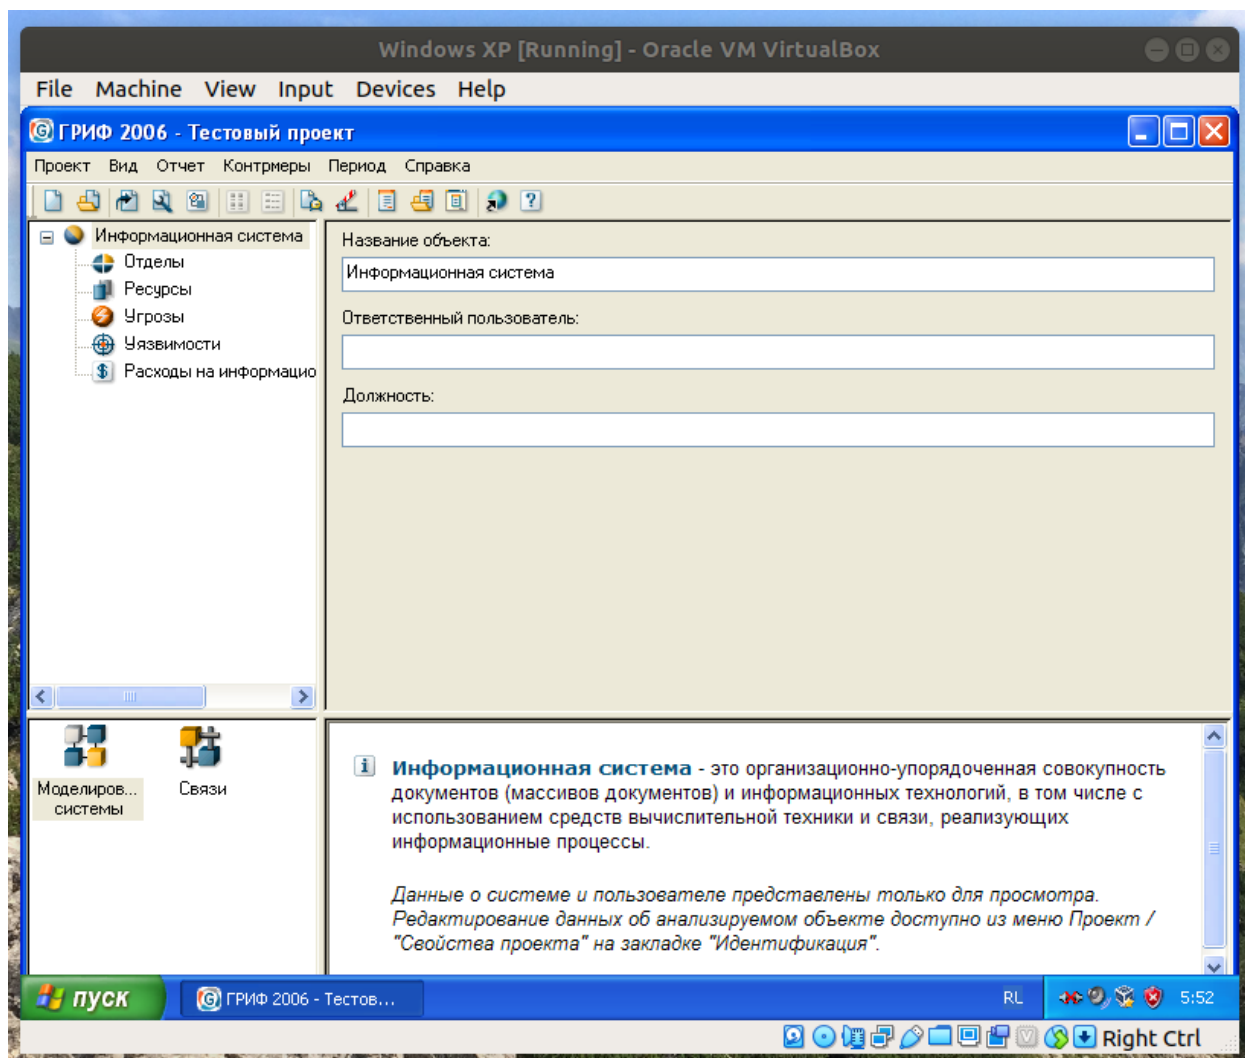 Windows XP [Running] - Oracle VM VirtualBox
File Machine View Input Devices Help
ГРИФ 2006 - Тестовый проект
Проект Вид Отчет Контрмеры Период Справка
Информационная система
Отделы
Ресурсы
Угрозы
Уязвимости
Расходы на информацио
Название объекта:
Информационная система
Ответственный пользователь:
Должность:
Моделиров...
системы
Связи
Информационная система - это организационно-упорядоченная совокупность
документов (массивов документов) и информационных технологий, в том числе с
использованием средств вычислительной техники и связи, реализующих
информационные процессы.
Данные о системе и пользователе представлены только для просмотра.
Редактирование данных об анализируемом объекте доступно из меню Проект /
"Свойства проекта" на закладке "Идентификация".
пуск
ГРИФ 2006 - Тестов...
RL
5:52
Right Ctrl